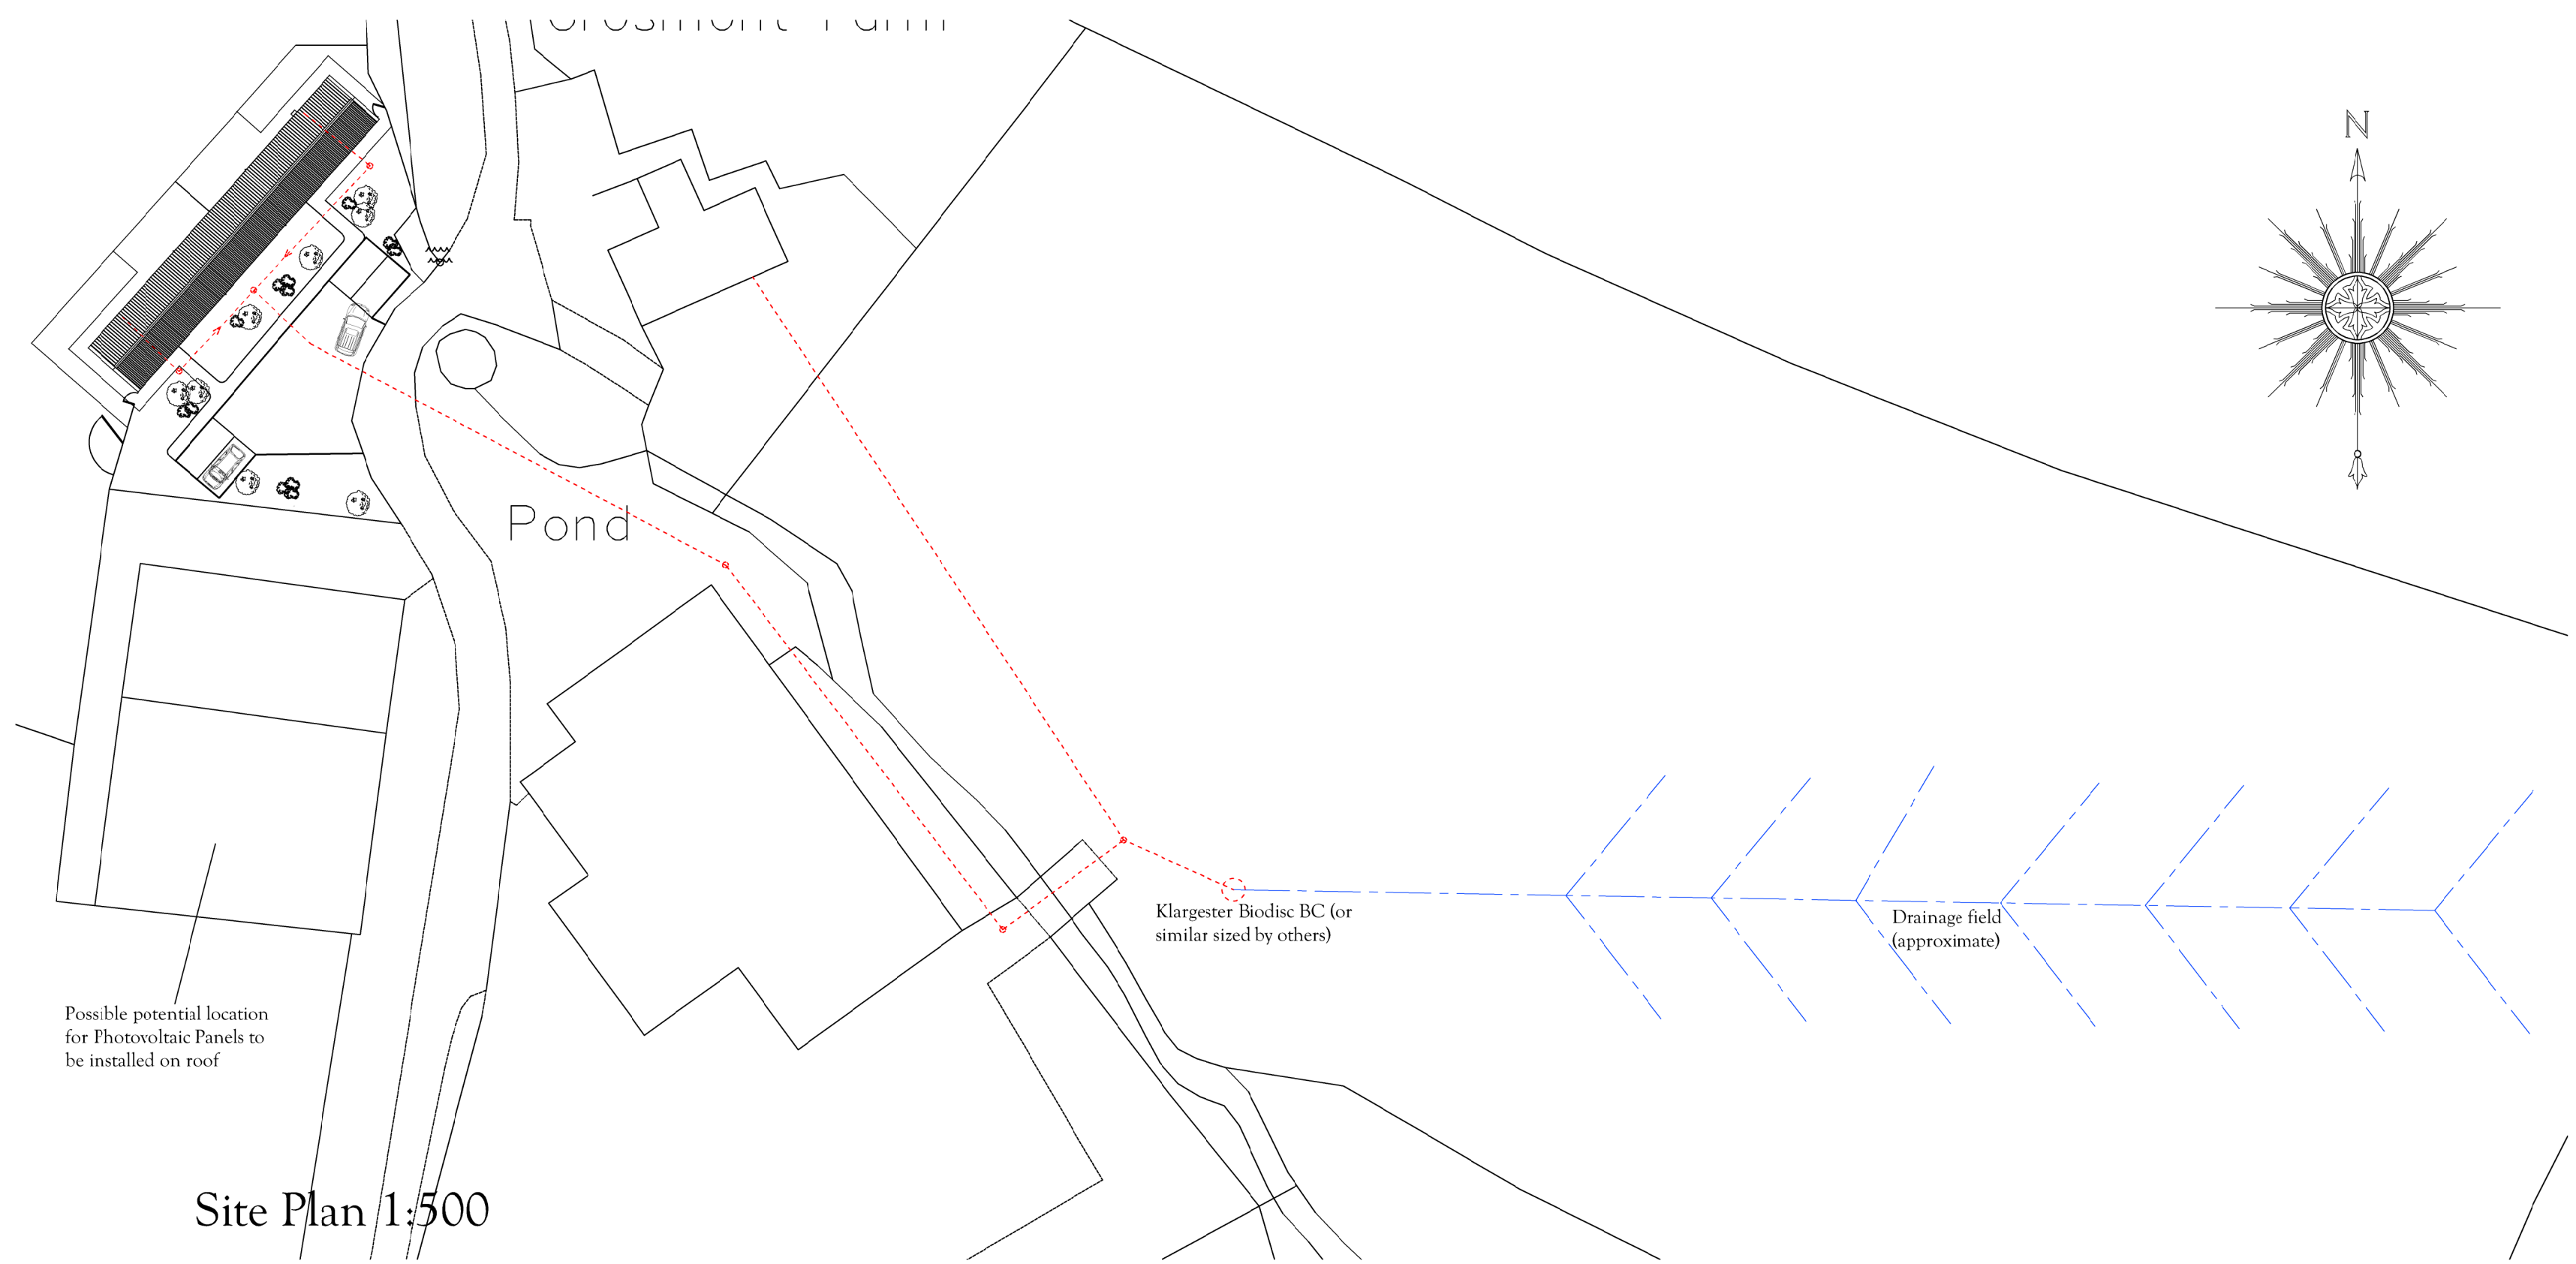 N
Pond
Klargester Biodisc BC (or
similar sized by others)
Drainage field
(approximate)
Possible potential location
for Photovoltaic Panels to
be installed on roof
Site Plan 1:500